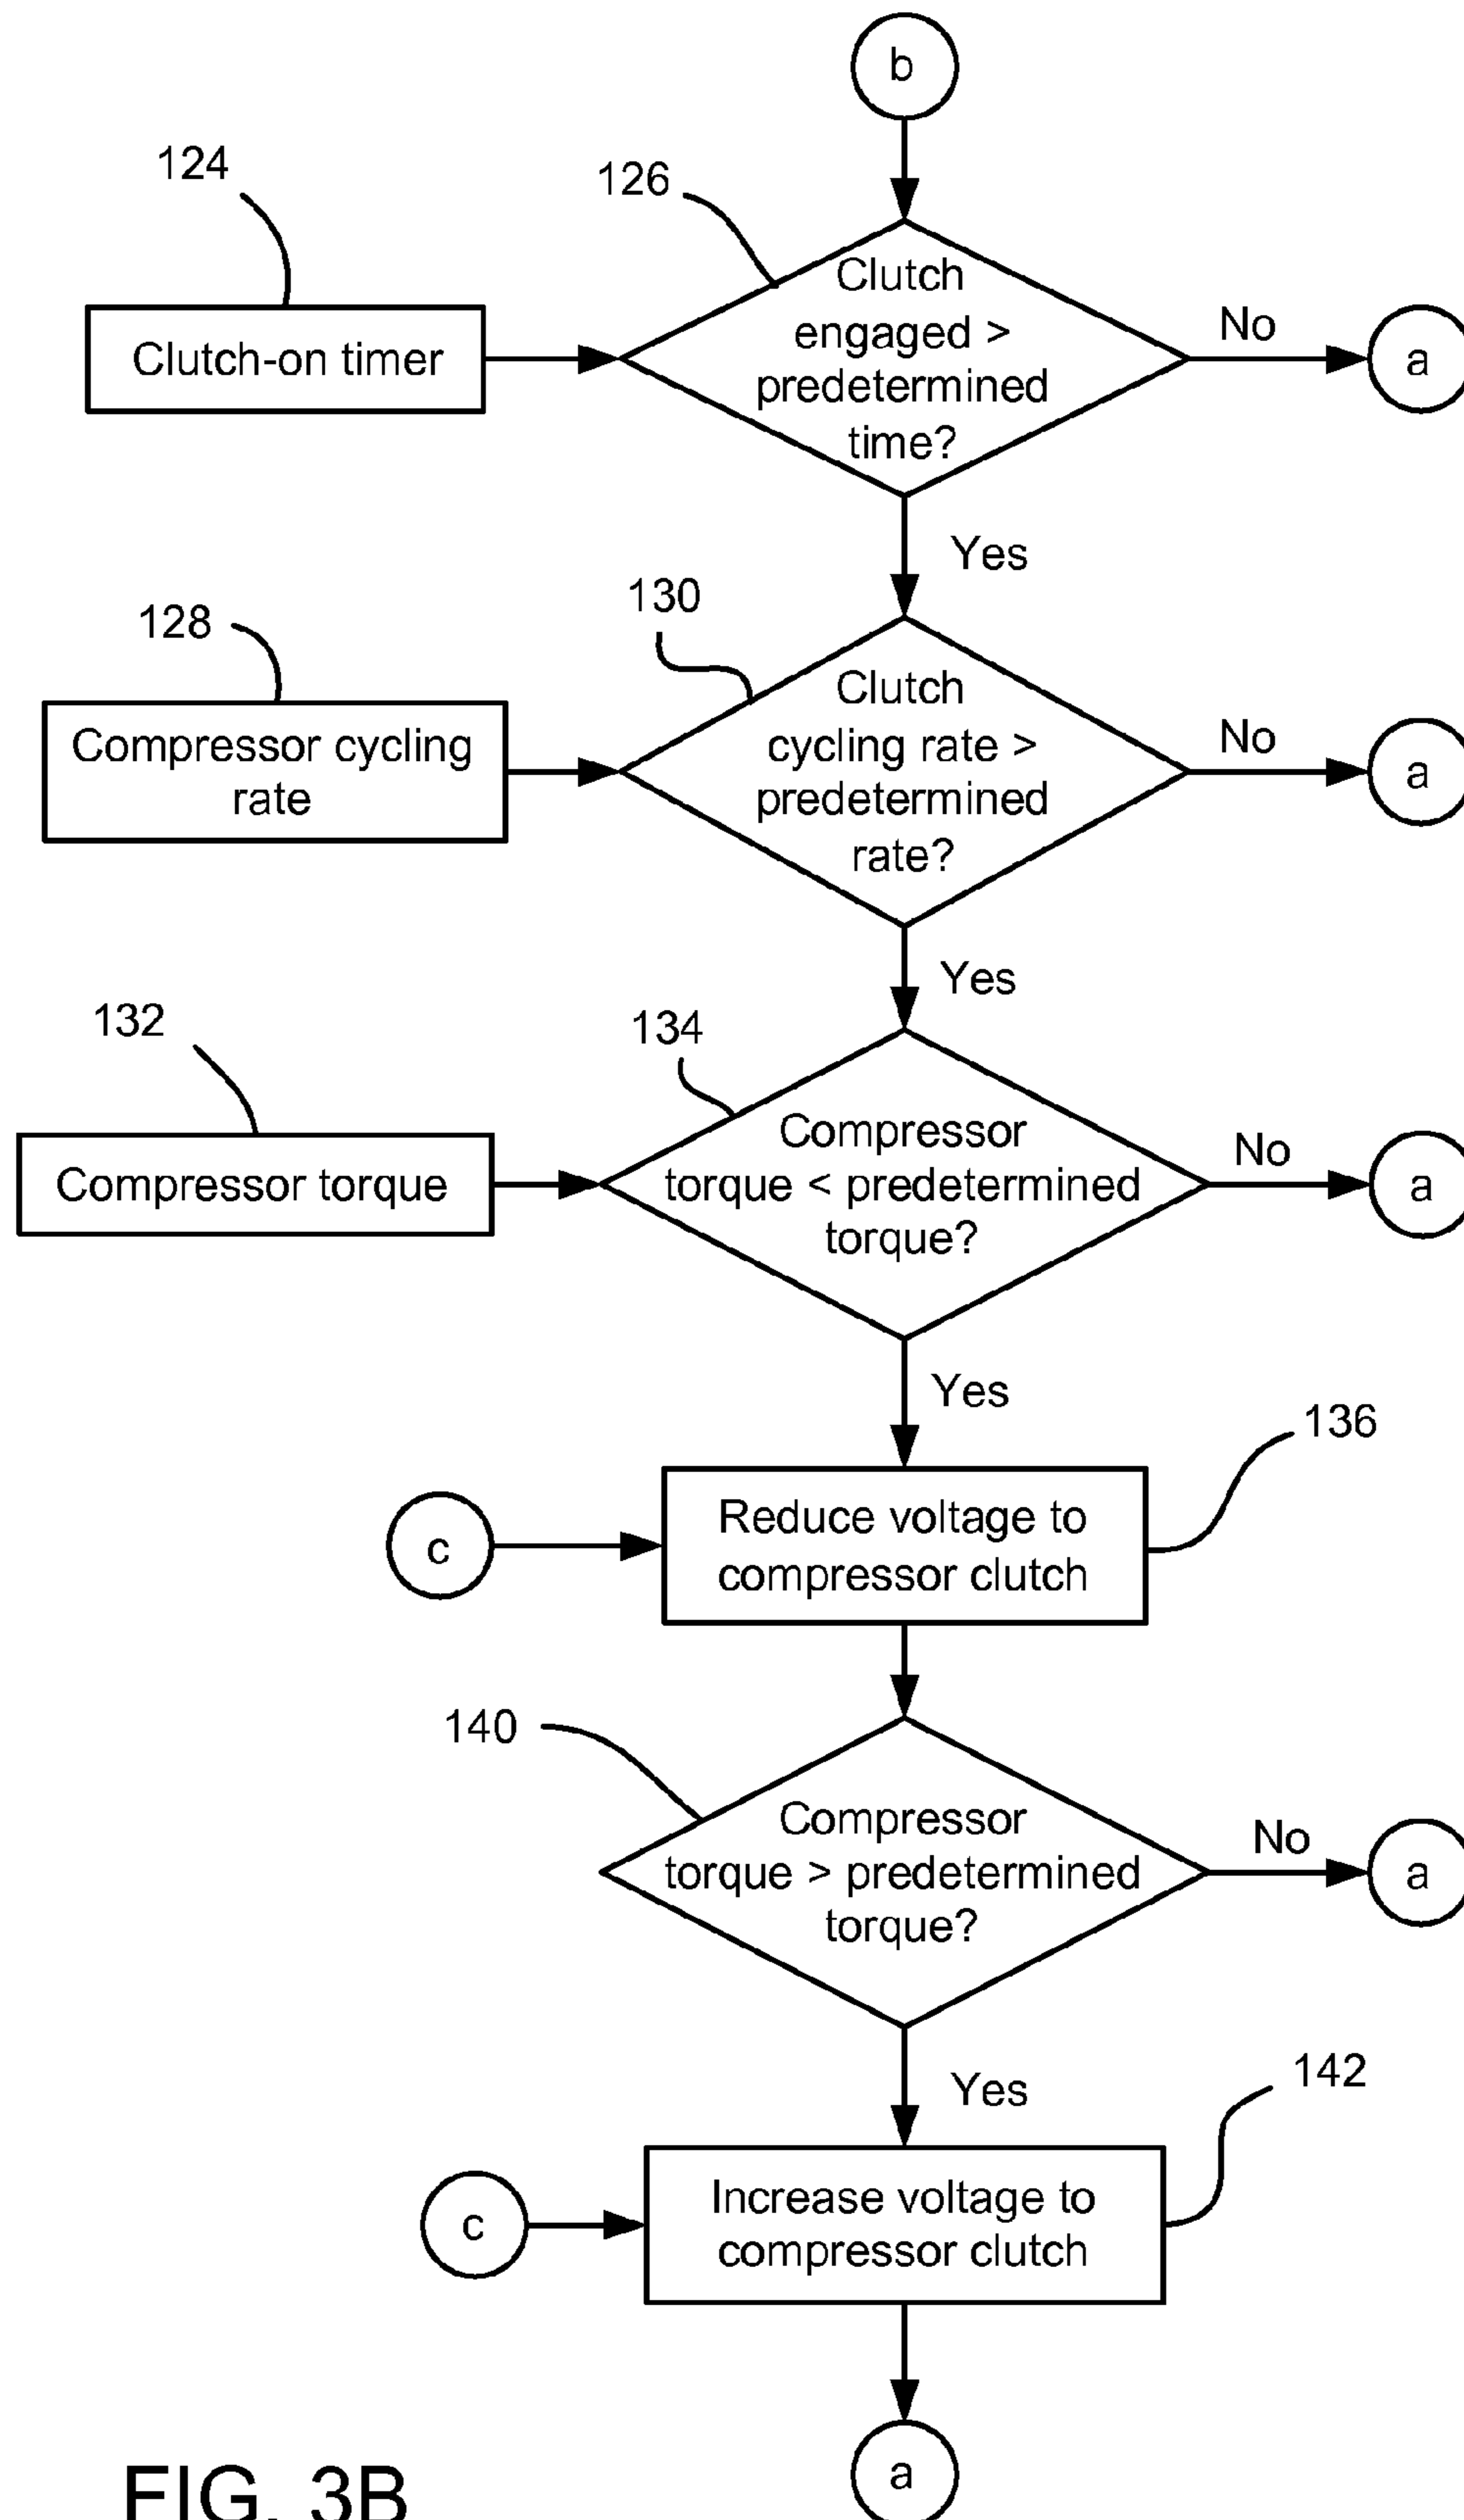 b
124
126
Clutch
engaged >
predetermined
time?
Clutch-on timer
No
a
Yes
128
130
Compressor cycling
rate
Clutch
cycling rate >
predetermined
rate?
No
a
Yes
132
134
Compressor torque
Compressor
torque < predetermined
torque?
No
a
Yes
136
c
Reduce voltage to
compressor clutch
140
Compressor
torque > predetermined
torque?
No
a
Yes
142
c
Increase voltage to
compressor clutch
a
FIG. 3B